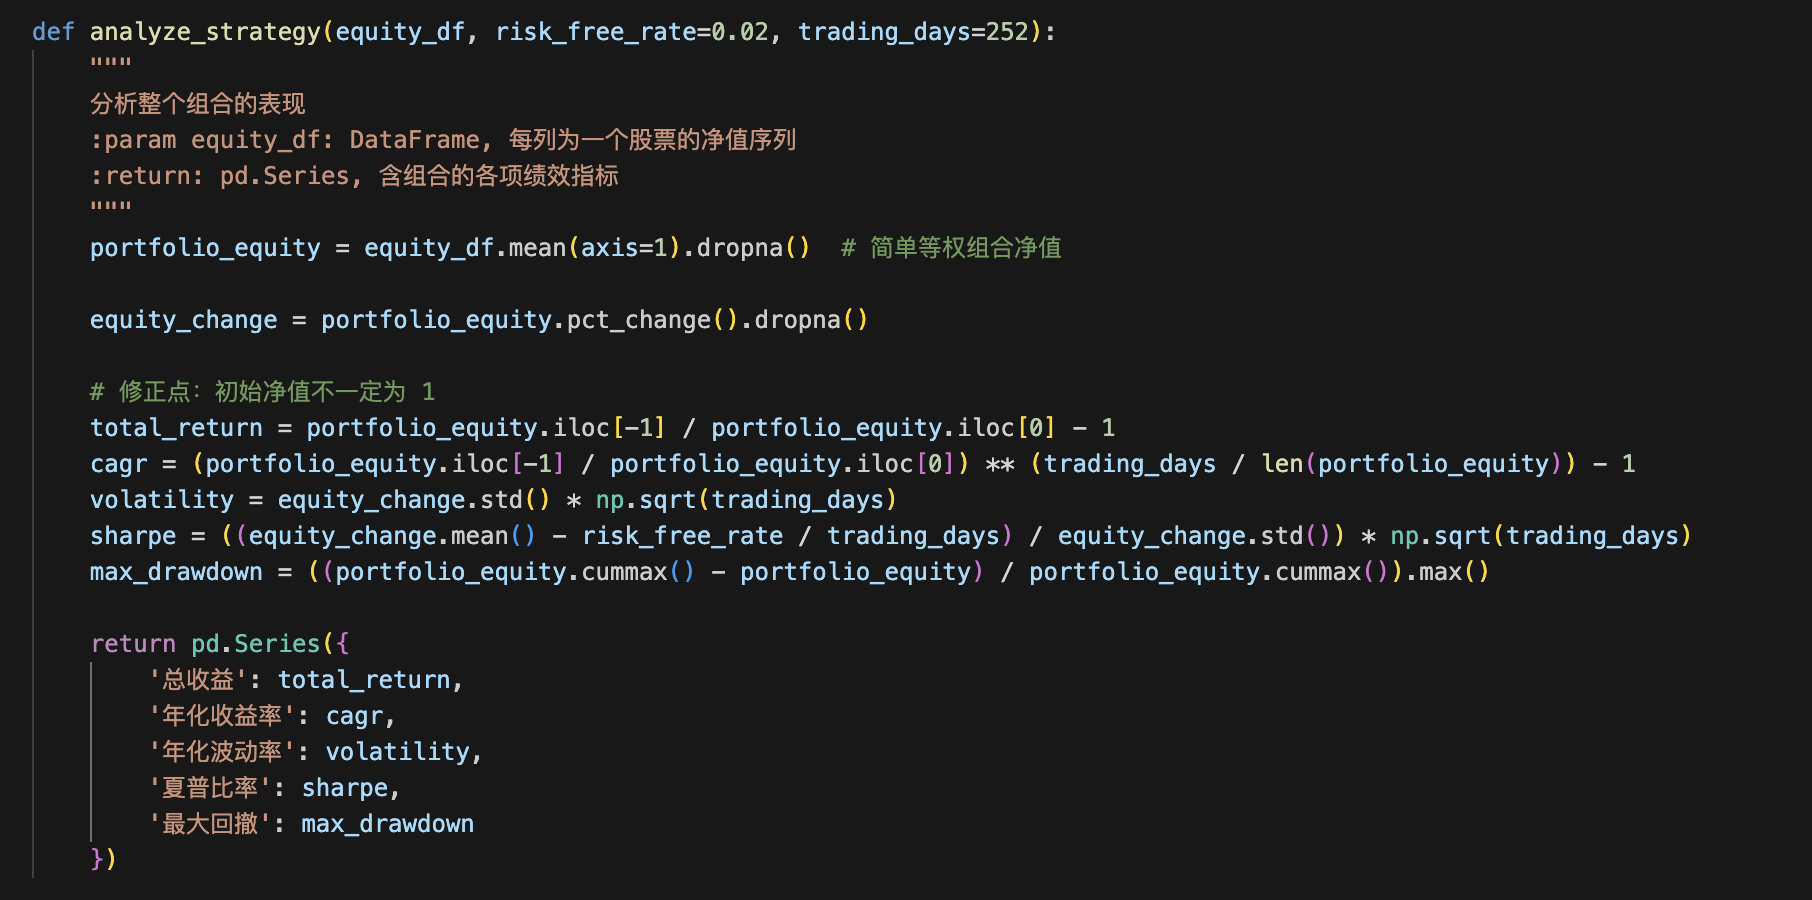 def analyze_strategy(equity_df, risk_free_rate=0.02, trading_days=252):
    """
    分析整个组合的表现
    :param equity_df: DataFrame, 每列为一个股票的净值序列
    :return: pd.Series, 含组合的各项绩效指标
    """
    portfolio_equity = equity_df.mean(axis=1).dropna()  # 简单等权组合净值

    equity_change = portfolio_equity.pct_change().dropna()

    # 修正点：初始净值不一定为 1
    total_return = portfolio_equity.iloc[-1] / portfolio_equity.iloc[0] - 1
    cagr = (portfolio_equity.iloc[-1] / portfolio_equity.iloc[0]) ** (trading_days / len(portfolio_equity)) - 1
    volatility = equity_change.std() * np.sqrt(trading_days)
    sharpe = ((equity_change.mean() - risk_free_rate / trading_days) / equity_change.std()) * np.sqrt(trading_days)
    max_drawdown = ((portfolio_equity.cummax() - portfolio_equity) / portfolio_equity.cummax()).max()

    return pd.Series({
        '总收益': total_return,
        '年化收益率': cagr,
        '年化波动率': volatility,
        '夏普比率': sharpe,
        '最大回撤': max_drawdown
    })